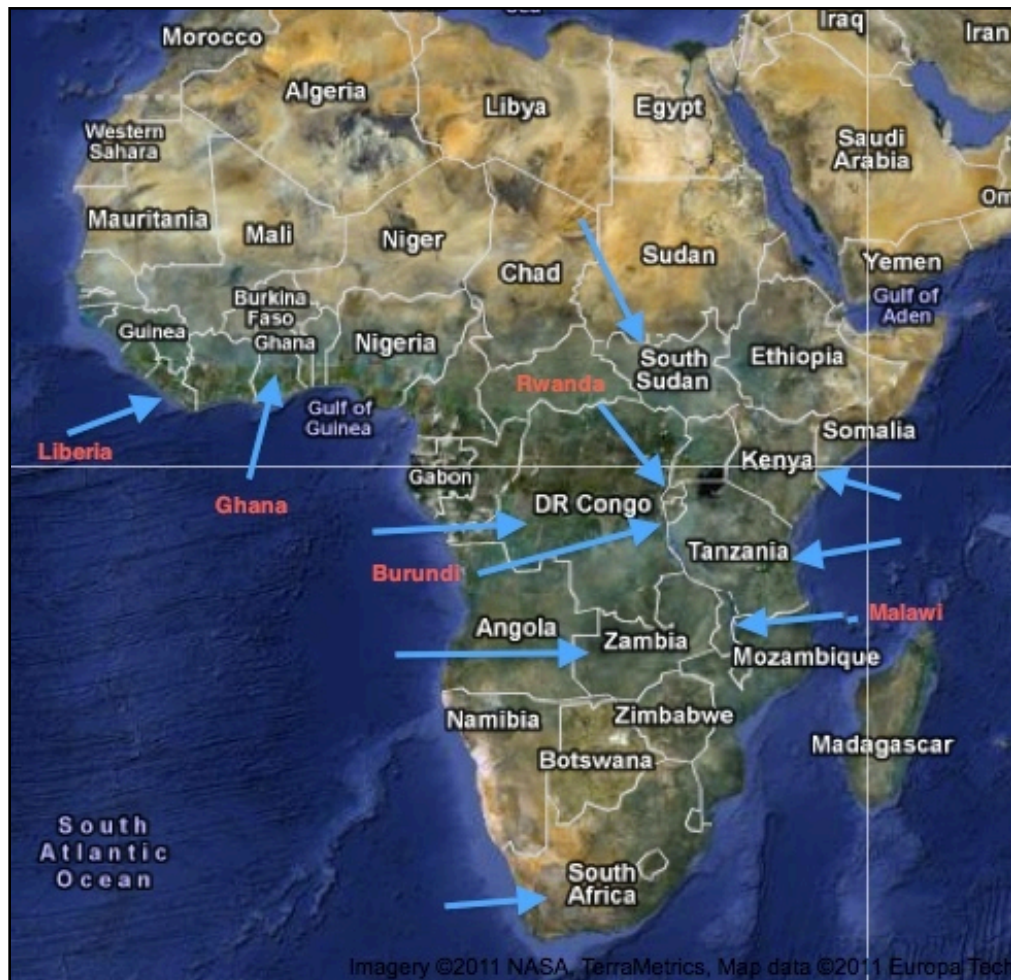 Sea
Iraq
Iran
Morocco
Algeria
Libya
Egypt
Western
Sahara
Saudi
Arabia
Om
Mauritania
Mali
Niger
Chad
Sudan
Yemen
Gulf of
Aden
Burkina
Faso
Guinea
Ghana
Nigeria
South
Sudan
Ethiopia
Rwanda
Gulf of
Guinea
Somalia
Liberia
Kenya
Gabon
Ghana
DR Congo
Tanzania
Burundi
Malawi
Angola
Zambia
Mozambique
Namibia
Zimbabwe
Botswana
Madagascar
South
Atlantic
Ocean
South
Africa
Imagery ©2011 NASA, TerraMetrics, Map data ©2011 Europa Tech